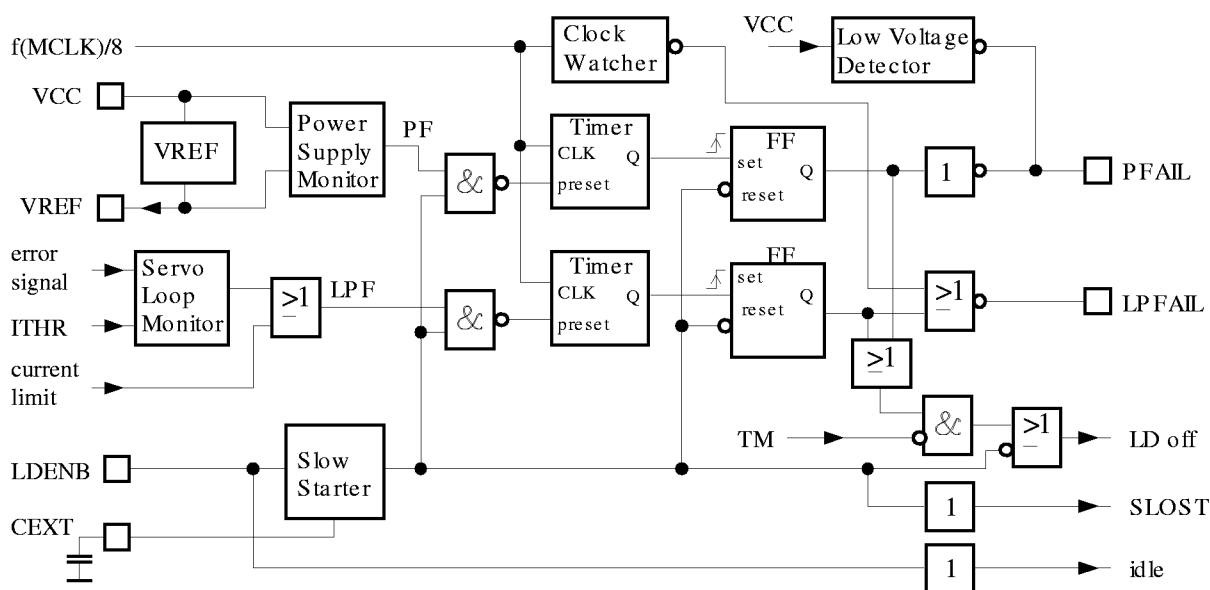 f(MCLK)/8
Clock
Watcher
VCC
Low Voltage
Detector
VCC
VREF
Power
Supply
Monitor
PF
&
Timer
CLK
Q
preset
FF
set
Q
reset
1
PFAIL
VREF
error
signal
Servo
Loop
Monitor
ITHR
≥1
LPF
&
Timer
CLK
Q
preset
FF
set
Q
reset
≥1
LPFAIL
current
limit
≥1
TM
&
≥1
LD off
LDENB
Slow
Starter
1
SLOST
CEXT
1
idle